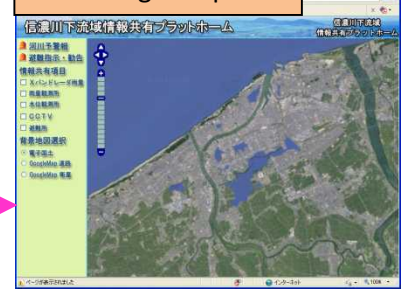 信濃川下流域情報共有プラットホーム
信濃川下流域
情報共有プラットホーム
河川予警報
避難指示・勧告
情報共有項目
Xバンドレーダ雨量
雨量観測所
水位観測所
CCTV
避難所
背景地図選択
電子国土
GoogleMap 道路
GoogleMap 衛星
ページが表示されました
インターネット
100%